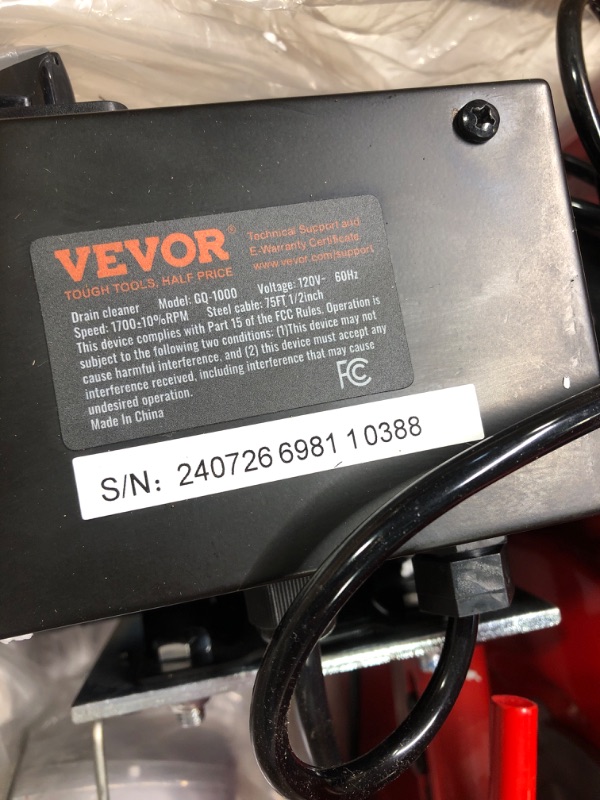 VEVOR®
TOUGH TOOLS, HALF PRICE
Technical Support and
E-Warranty Certificate
www.vevor.com/support
Drain cleaner Model: GQ-1000 Voltage: 120V~ 60Hz
Speed: 1700±10%RPM Steel cable: 75FT 1/2inch
This device complies with Part 15 of the FCC Rules. Operation is
subject to the following two conditions: (1)This device may not
cause harmful interference, and (2) this device must accept any
interference received, including interference that may cause
undesired operation.
Made In China
FC
S/N: 240726 6981 1 0388